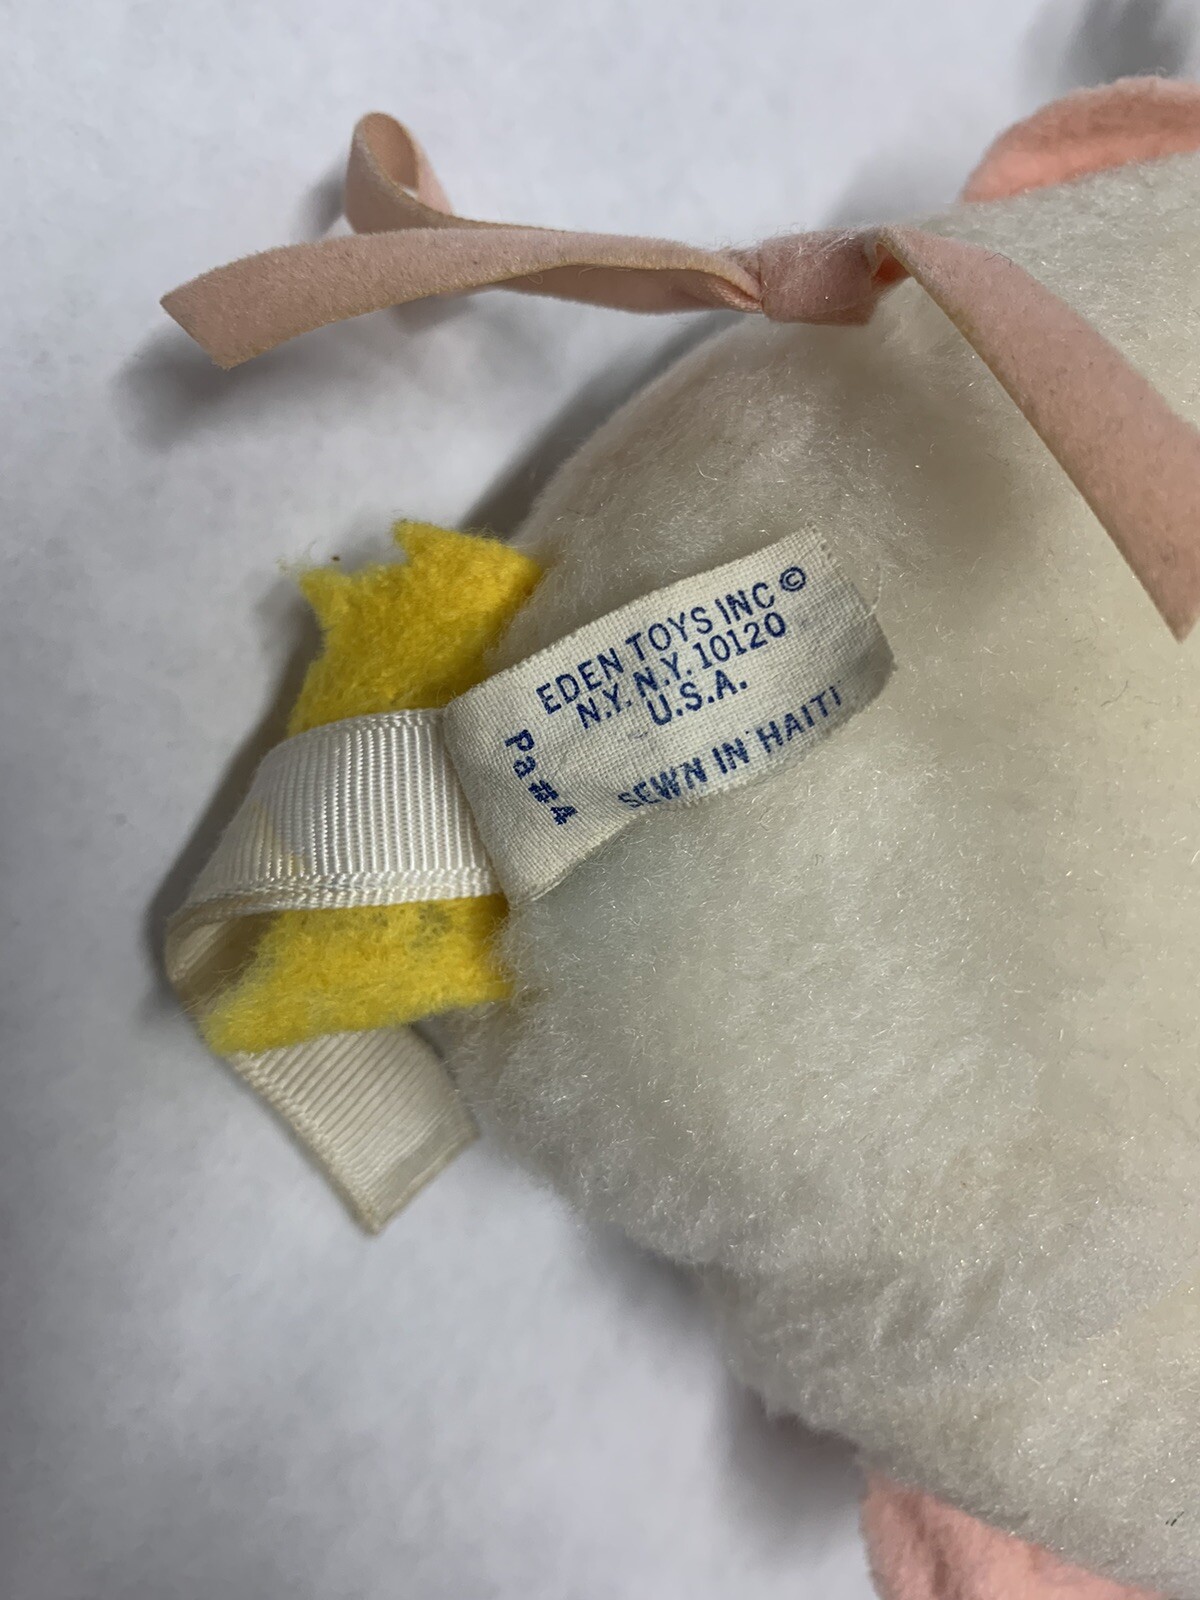 EDEN TOYS INC ©
N.Y. N.Y. 10120
U.S.A.
SEWN IN HAITI
Pa#4